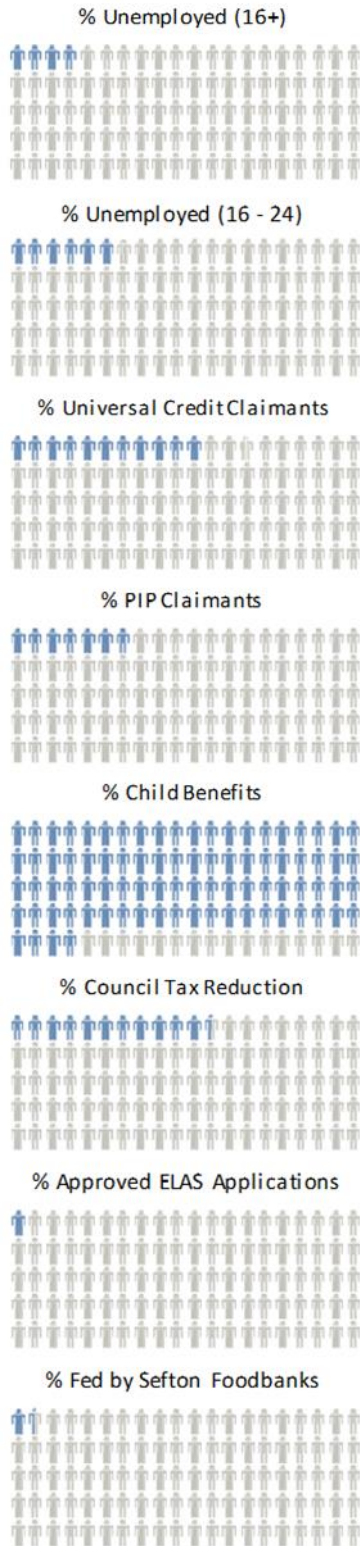 % Unemployed (16+)
% Unemployed (16 - 24)
% Universal Credit Claimants
% PIP Claimants
% Child Benefits
% Council Tax Reduction
% Approved ELAS Applications
% Fed by Sefton Foodbanks